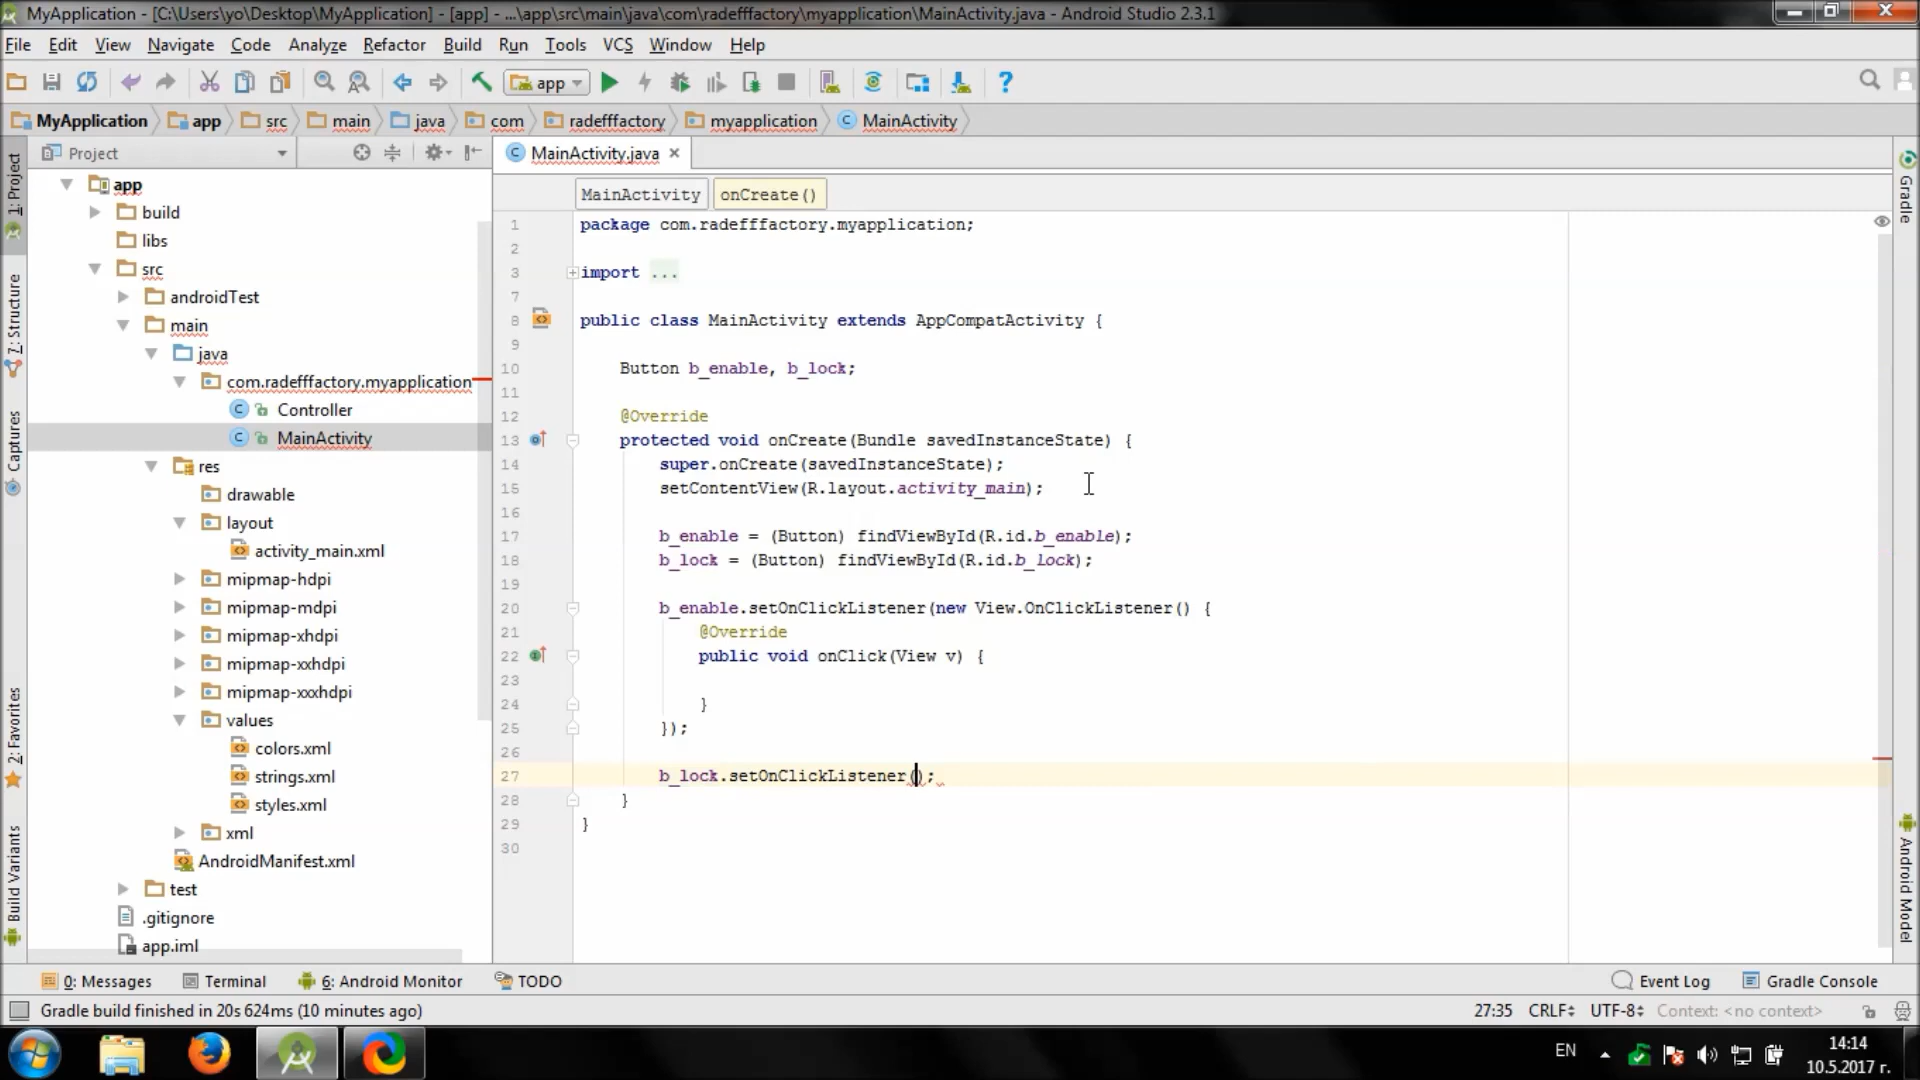 MyApplication - [C:\Users\yo\Desktop\MyApplication] - [app] - ...\app\src\main\java\com\radefffactory\myapplication\MainActivity.java - Android Studio 2.3.1
File Edit View Navigate Code Analyze Refactor Build Run Tools VCS Window Help
app
MyApplication app src main java com radefffactory myapplication MainActivity
Project
MainActivity.java
MainActivity onCreate()
1: Project
7: Structure
Captures
2: Favorites
Build Variants
app
build
libs
src
androidTest
main
java
com.radefffactory.myapplication
Controller
MainActivity
res
drawable
layout
activity_main.xml
mipmap-hdpi
mipmap-mdpi
mipmap-xhdpi
mipmap-xxhdpi
mipmap-xxxhdpi
values
colors.xml
strings.xml
styles.xml
xml
AndroidManifest.xml
test
.gitignore
app.iml
1 package com.radefffactory.myapplication;
2
3 import ...
7
8 public class MainActivity extends AppCompatActivity {
9
10 Button b_enable, b_lock;
11
12 @Override
13 protected void onCreate(Bundle savedInstanceState) {
14 super.onCreate(savedInstanceState);
15 setContentView(R.layout.activity_main);
16
17 b_enable = (Button) findViewById(R.id.b_enable);
18 b_lock = (Button) findViewById(R.id.b_lock);
19
20 b_enable.setOnClickListener(new View.OnClickListener() {
21 @Override
22 public void onClick(View v) {
23
24 }
25 });
26
27 b_lock.setOnClickListener();
28 }
29 }
30
Gradle
Android Model
0: Messages Terminal 6: Android Monitor TODO Event Log Gradle Console
Gradle build finished in 20s 624ms (10 minutes ago) 27:35 CRLF UTF-8 Context: <no context>
EN 14:14
10.5.2017 г.